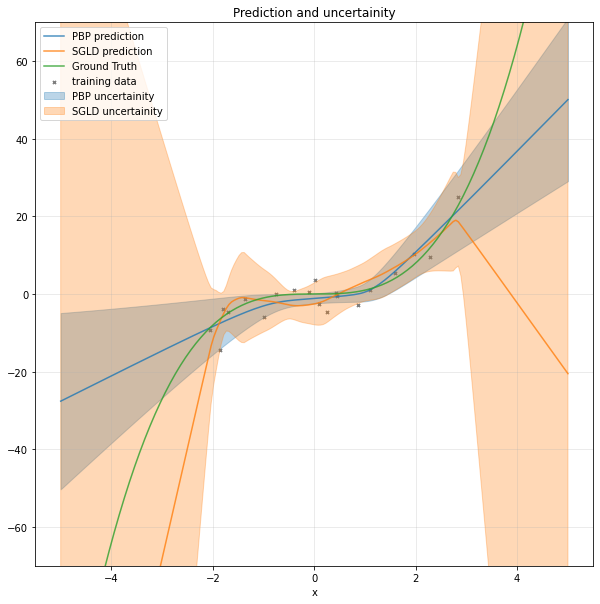 Prediction and uncertainity
PBP prediction
SGLD prediction
Ground Truth
training data
PBP uncertainity
SGLD uncertainity
60
40
20
0
−20
−40
−60
−4
−2
0
2
4
x